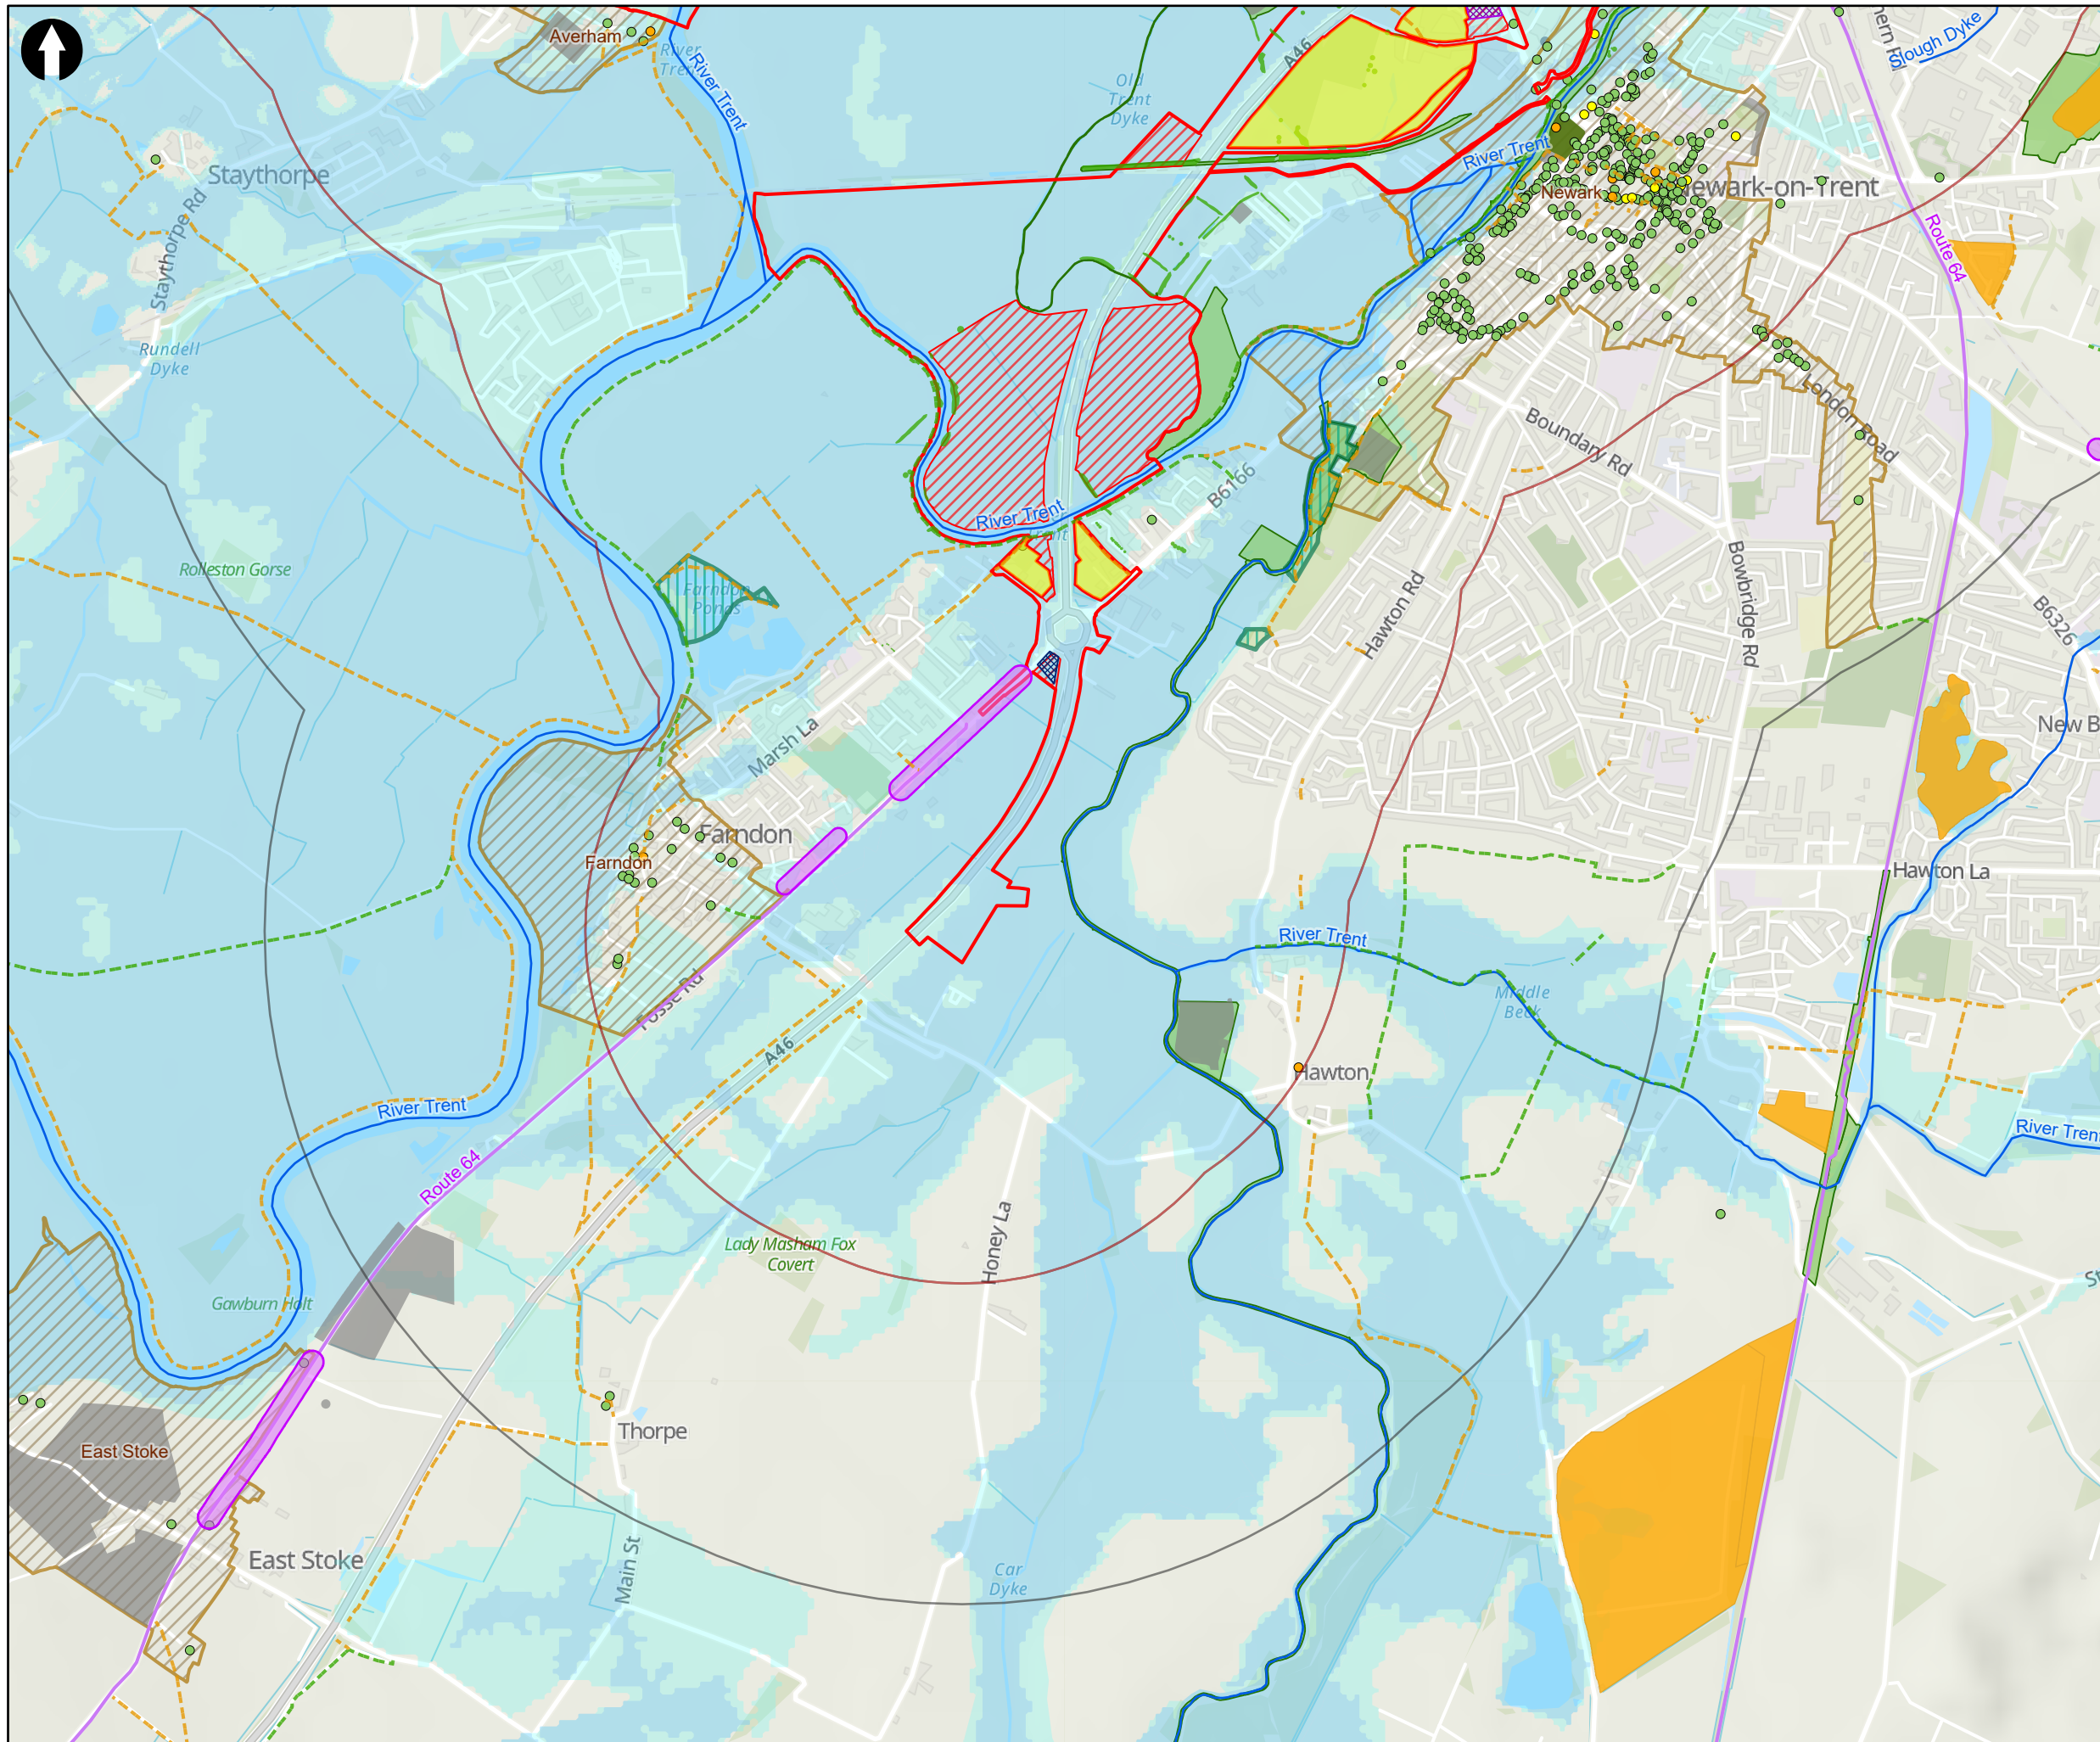 Averham
River
Tren
River Trent
A46
Old
Trent
Dyke
Slough Dyke
Staythorpe
Staythorpe Rd
River Trent
Newark
ewark-on-Trent
Route 64
Rundell
Dyke
London Road
Boundary Rd
B6166
River Trent
Rolleston Gorse
Farndon
Ponds
Hawton Rd
Bowbridge Rd
B6326
New B
Marsh La
Farndon
Farndon
Hawton La
River Trent
Fosse Rd
Middle
Beck
A46
Hawton
River Trent
River Tren
Route 64
Honey La
Lady Masham Fox
Covert
Gawburn Holt
Thorpe
East Stoke
East Stoke
Main St
Car
Dyke